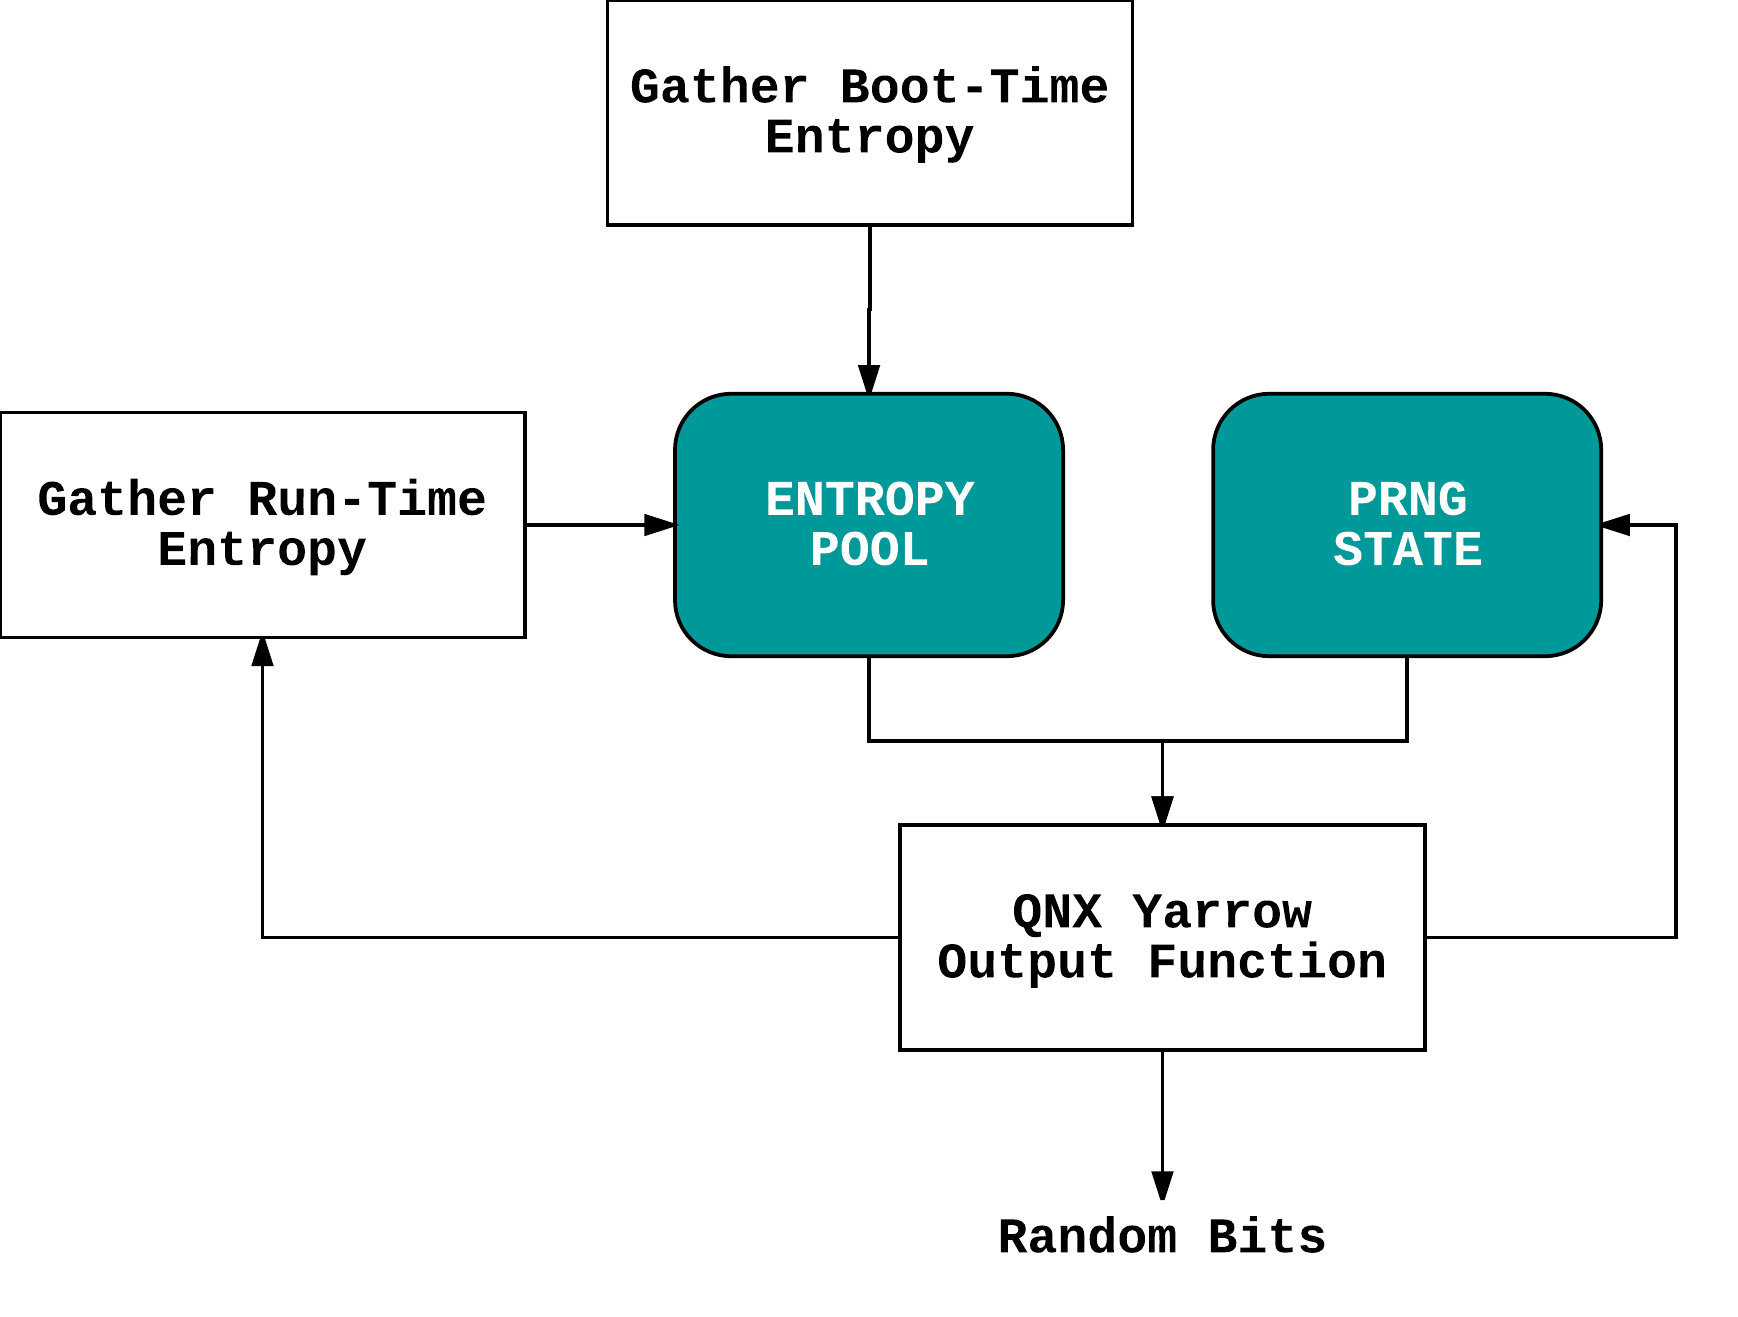 Gather Boot-Time
Entropy
Gather Run-Time
Entropy
ENTROPY
POOL
PRNG
STATE
QNX Yarrow
Output Function
Random Bits